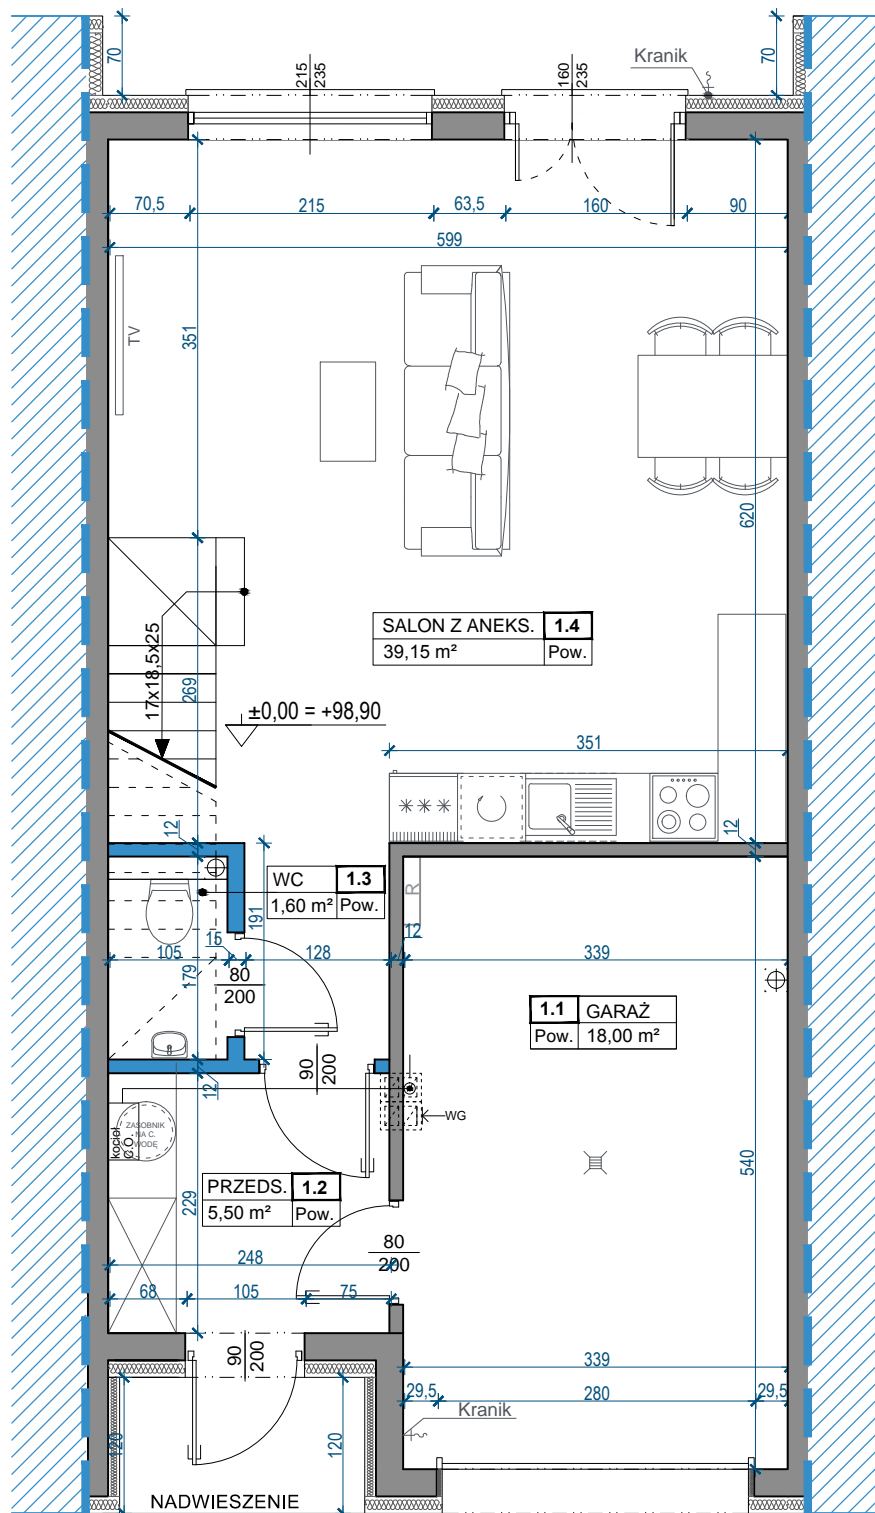 70
70
215
235
160
235
Kranik
70,5
215
63,5
160
90
599
TV
351
620
SALON Z ANEKS. 1.4
39,15 m² Pow.
17x18,5x25
269
±0,00 = +98,90
351
12
12
WC 1.3
1,60 m² Pow.
R
191
12
15
105
128
339
179
80
200
1.1 GARAŻ
Pow. 18,00 m²
90
200
12
WG
ZASOBNIK
NA C.
WODĘ
kocioł
C.O.
540
PRZEDS. 1.2
5,50 m² Pow.
229
80
200
248
68
105
75
90
200
339
29,5
280
29,5
Kranik
120
120
NADWIESZENIE